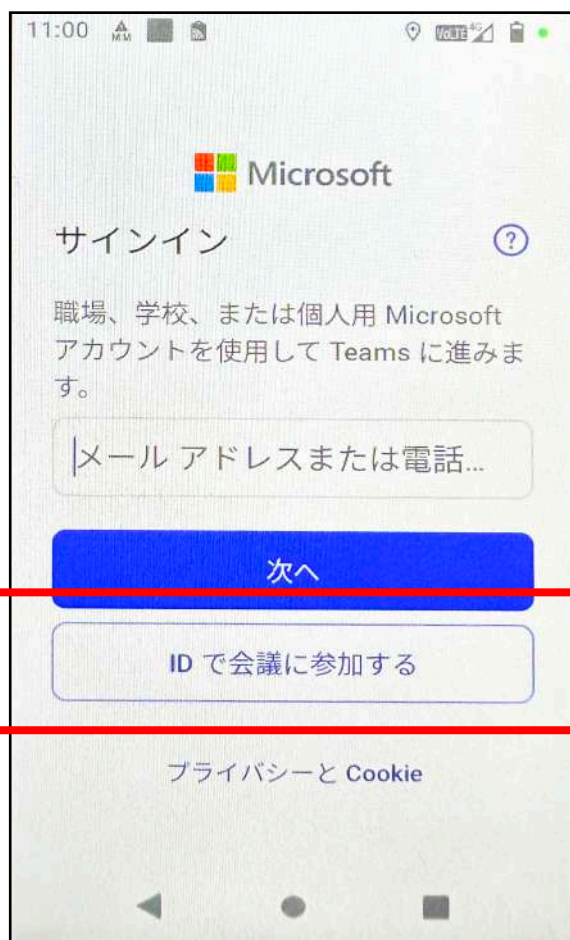 11:00
VoLTE 4G
Microsoft
サインイン
?
職場、学校、または個人用 Microsoft
アカウントを使用して Teams に進みま
す。
メール アドレスまたは電話...
次へ
ID で会議に参加する
プライバシーと Cookie